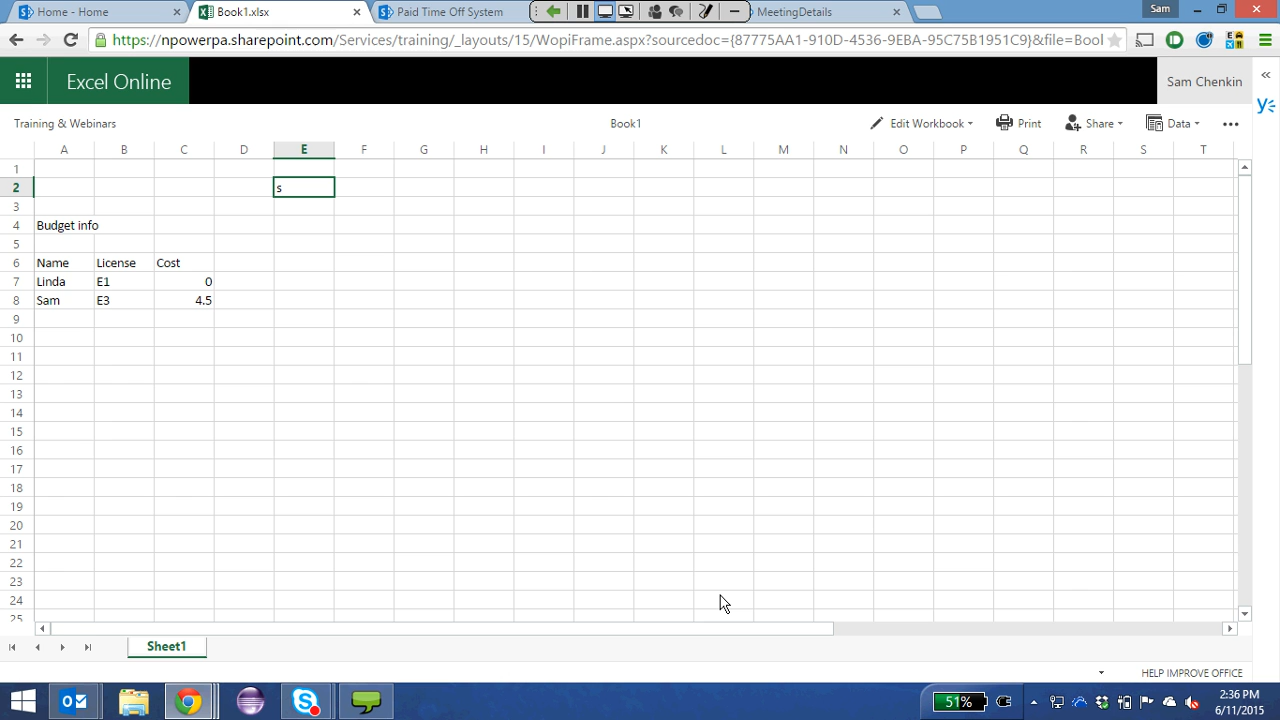 Home - Home
Book1.xlsx
Paid Time Off System
MeetingDetails
Sam
https://npowerpa.sharepoint.com/Services/training/_layouts/15/WopiFrame.aspx?sourcedoc={87775AA1-910D-4536-9EBA-95C75B1951C9}&file=Bool
Excel Online
Sam Chenkin
Training & Webinars
Book1
Edit Workbook
Print
Share
Data
A B C D E F G H I J K L M N O P Q R S T
1
2 s
3
4 Budget info
5
6 Name License Cost
7 Linda E1 0
8 Sam E3 4.5
9
10
11
12
13
14
15
16
17
18
19
20
21
22
23
24
25
Sheet1
HELP IMPROVE OFFICE
51%
2:36 PM
6/11/2015